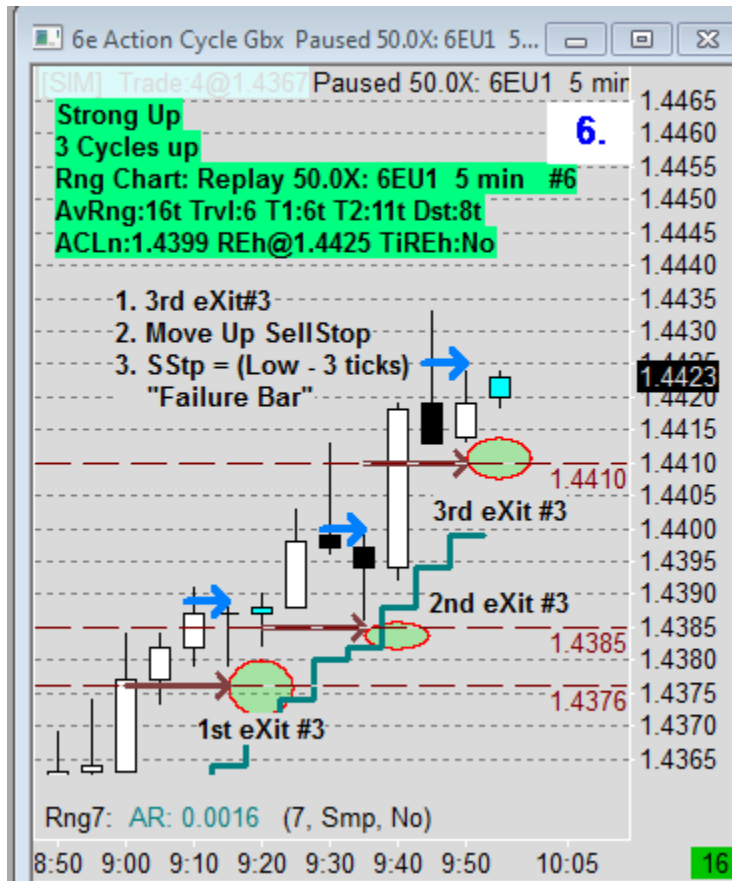 6e Action Cycle Gbx Paused 50.0X: 6EU1 5...
[SIM] Trade:4@1.4367 Paused 50.0X: 6EU1 5 min
Strong Up
3 Cycles up
6.
Rng Chart: Replay 50.0X: 6EU1 5 min #6
AvRng:16t Trvl:6 T1:6t T2:11t Dst:8t
ACLn:1.4399 REh@1.4425 TiREh:No
1. 3rd eXit#3
2. Move Up SellStop
3. SStp = (Low - 3 ticks)
"Failure Bar"
1.4410
3rd eXit #3
2nd eXit #3
1.4385
1.4376
1st eXit #3
1.4465
1.4460
1.4455
1.4450
1.4445
1.4440
1.4435
1.4430
1.4425
1.4423
1.4420
1.4415
1.4410
1.4405
1.4400
1.4395
1.4390
1.4385
1.4380
1.4375
1.4370
1.4365
Rng7: AR: 0.0016 (7, Smp, No)
8:50 9:00 9:10 9:20 9:30 9:40 9:50 10:05 16